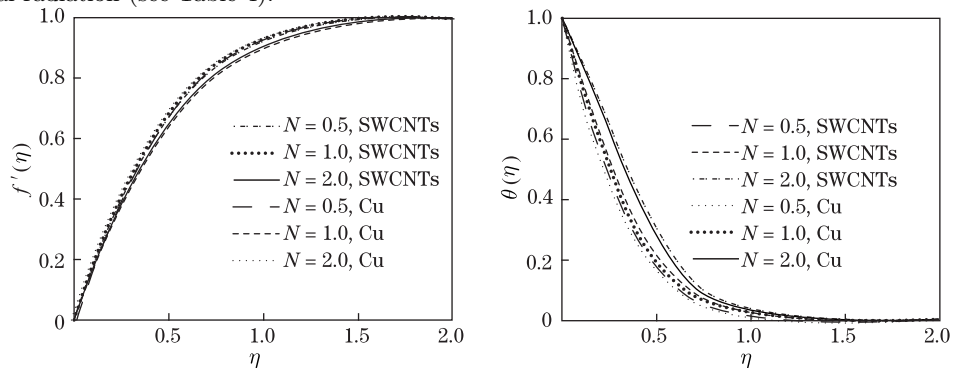 al radiation (see Table 1).
1.0
0.8
0.6
0.4
0.2
0
0.5
1.0
1.5
2.0
f ′(η)
η
N = 0.5, SWCNTs
N = 1.0, SWCNTs
N = 2.0, SWCNTs
N = 0.5, Cu
N = 1.0, Cu
N = 2.0, Cu
1.0
0.8
0.6
0.4
0.2
0
0.5
1.0
1.5
2.0
θ (η)
η
N = 0.5, SWCNTs
N = 1.0, SWCNTs
N = 2.0, SWCNTs
N = 0.5, Cu
N = 1.0, Cu
N = 2.0, Cu